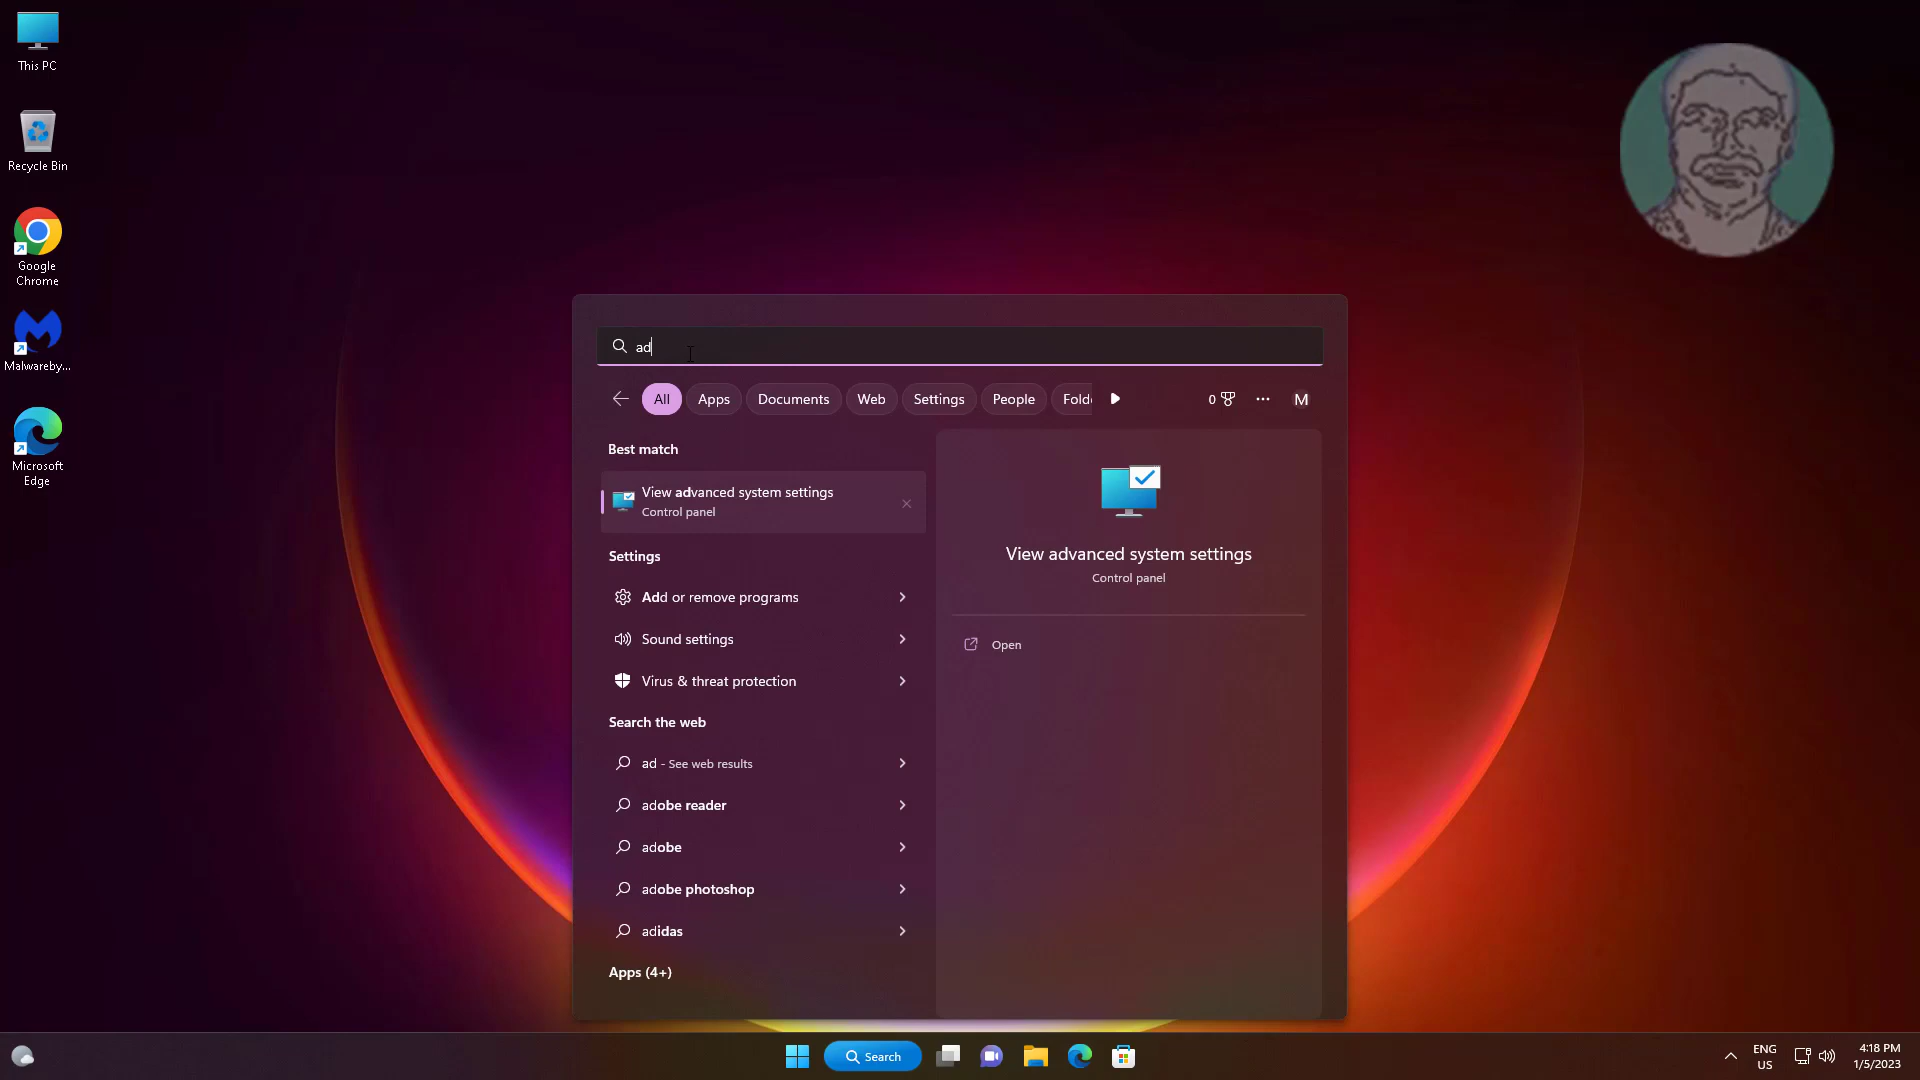 This PC
Recycle Bin
Google
Chrome
Malwareby...
Microsoft
Edge
ad
All
Apps
Documents
Web
Settings
People
Fold
0
M
Best match
View advanced system settings
Control panel
Settings
Add or remove programs
Sound settings
Virus & threat protection
Search the web
ad - See web results
adobe reader
adobe
adobe photoshop
adidas
Apps (4+)
View advanced system settings
Control panel
Open
Search
ENG
US
4:18 PM
1/5/2023